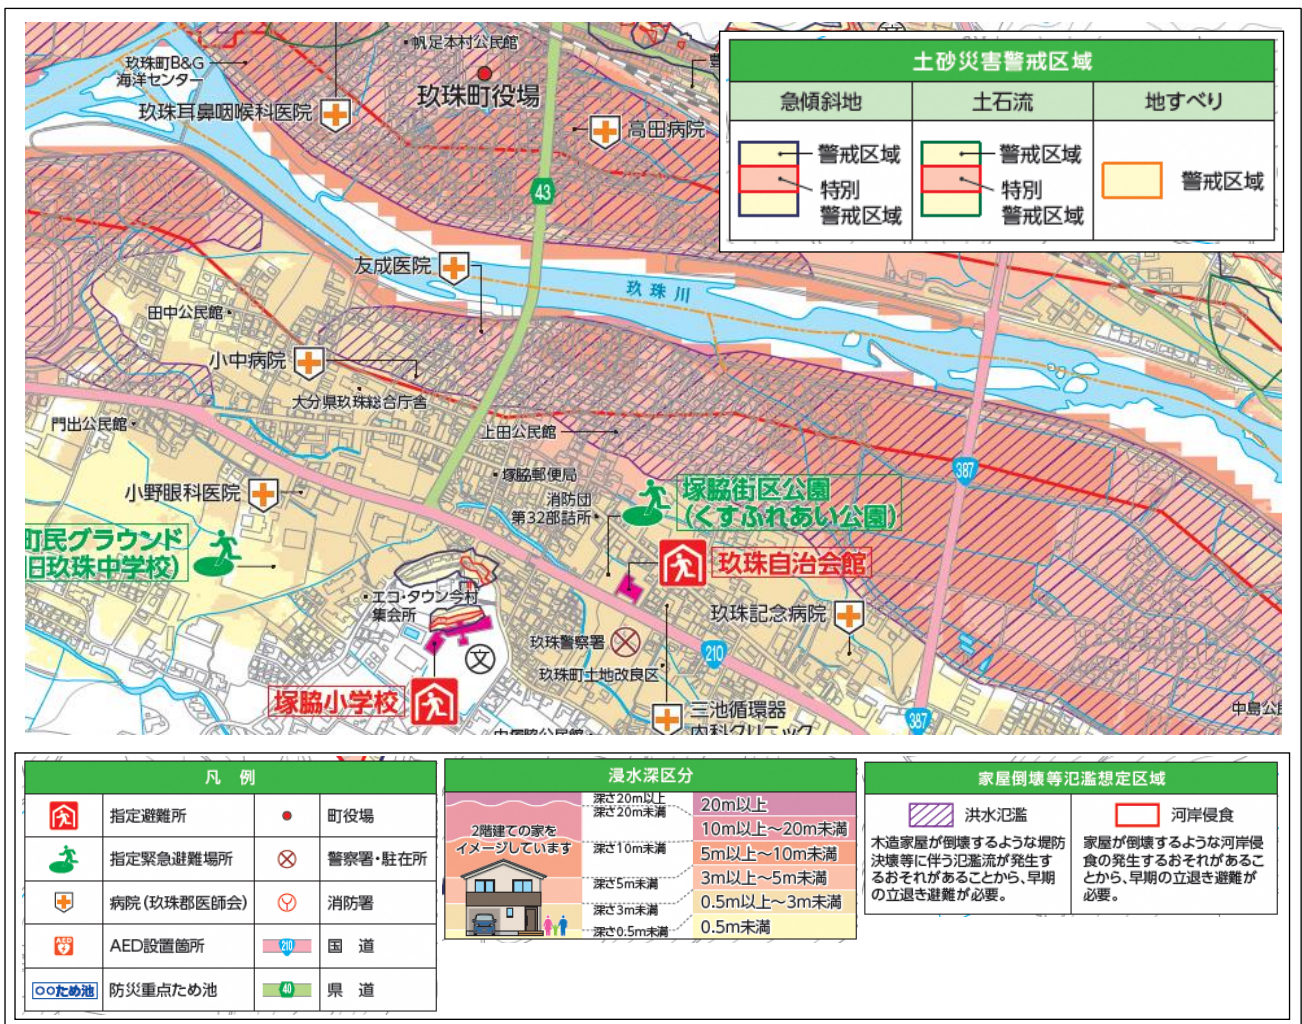 帆足本村公民館
玖珠町B&G
海洋センター
玖珠町役場
玖珠耳鼻咽喉科医院
高田病院
43
土砂災害警戒区域
急傾斜地
土石流
地すべり
警戒区域
特別
警戒区域
警戒区域
特別
警戒区域
警戒区域
友成医院
玖珠川
田中公民館
小中病院
大分県玖珠総合庁舎
門出公民館
上田公民館
387
塚脇郵便局
小野眼科医院
消防団
第32部詰所
塚脇街区公園
(くすふれあい公園)
町民グラウンド
旧玖珠中学校)
玖珠自治会館
エコ・タウン今村
集会所
玖珠記念病院
玖珠警察署
210
文
玖珠町土地改良区
塚脇小学校
三池循環器
内科クリニック
387
中島公民
中塚脇公民館
凡 例
指定避難所
町役場
指定緊急避難場所
警察署・駐在所
病院(玖珠郡医師会)
消防署
AED
AED設置箇所
210
国 道
○○ため池
防災重点ため池
40
県 道
浸水深区分
深さ20m以上
深さ20m未満
20m以上
2階建ての家を
イメージしています
10m以上~20m未満
深さ10m未満
5m以上~10m未満
深さ5m未満
3m以上~5m未満
深さ3m未満
0.5m以上~3m未満
深さ0.5m未満
0.5m未満
家屋倒壊等氾濫想定区域
洪水氾濫
木造家屋が倒壊するような堤防
決壊等に伴う氾濫流が発生す
るおそれがあることから、早期
の立退き避難が必要。
河岸侵食
家屋が倒壊するような河岸侵
食の発生するおそれがあるこ
とから、早期の立退き避難が
必要。